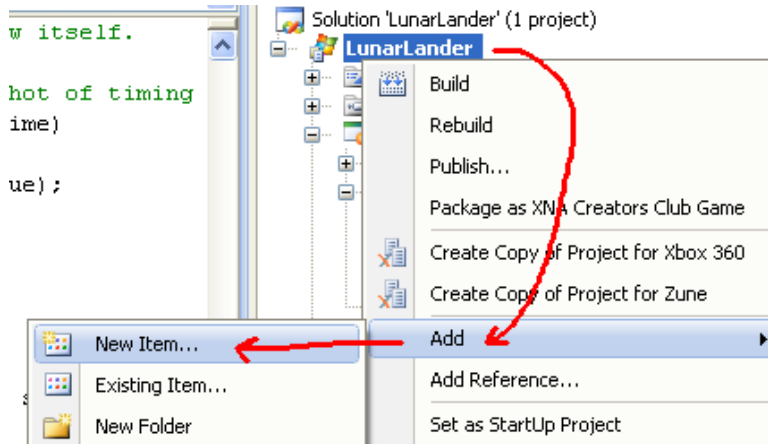 w itself.
hot of timing
ime)
ue);
Solution 'LunarLander' (1 project)
LunarLander
Build
Rebuild
Publish...
Package as XNA Creators Club Game
Create Copy of Project for Xbox 360
Create Copy of Project for Zune
Add
Add Reference...
Set as StartUp Project
New Item...
Existing Item...
New Folder